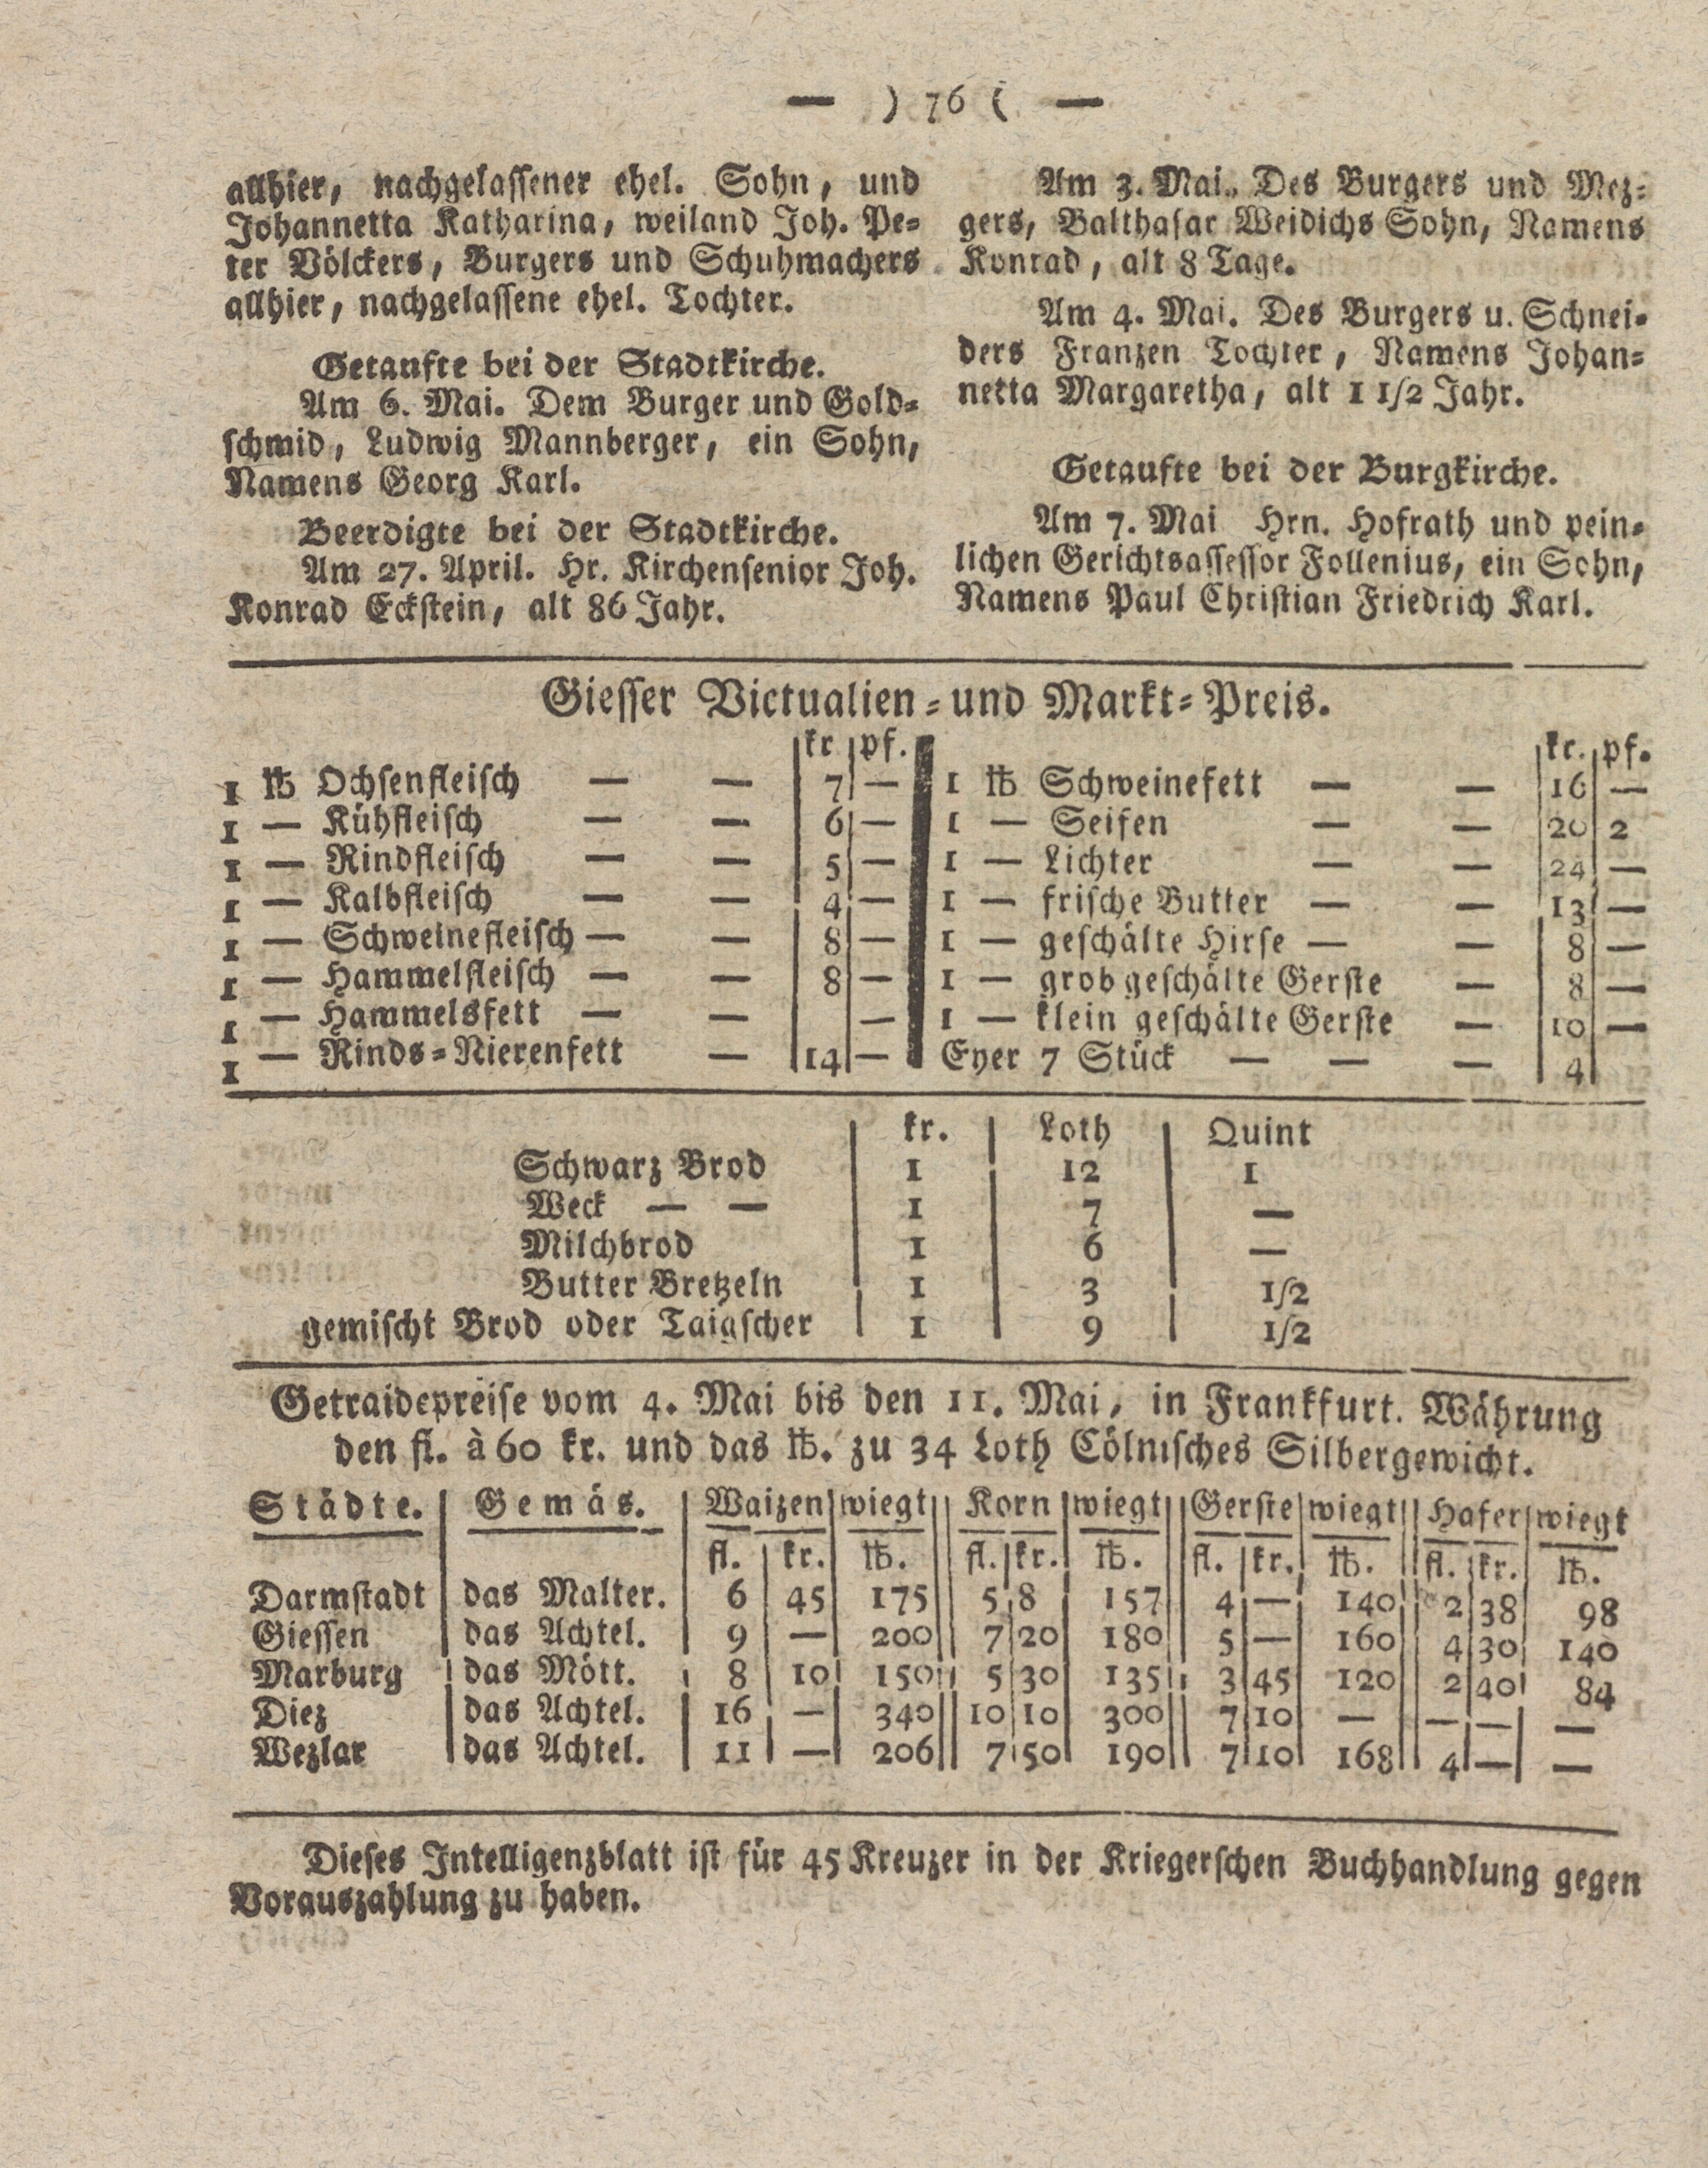 — ) 76 ( —
allhier, nachgelassener ehel. Sohn, und
Johannetta Katharina, weiland Joh. Pe-
ter Völckers, Burgers und Schuhmachers
allhier, nachgelassene ehel. Tochter.
Getaufte bei der Stadtkirche.
Am 6. Mai. Dem Burger und Gold-
schmid, Ludwig Mannberger, ein Sohn,
Namens Georg Karl.
Beerdigte bei der Stadtkirche.
Am 27. April. Hr. Kirchensenior Joh.
Konrad Eckstein, alt 86 Jahr.
Am 3. Mai. Des Burgers und Mez-
gers, Balthasar Weidichs Sohn, Namens
Konrad, alt 8 Tage.
Am 4. Mai. Des Burgers u. Schnei-
ders Franzen Tochter, Namens Johan-
netta Margaretha, alt 1 1/2 Jahr.
Getaufte bei der Burgkirche.
Am 7. Mai Hrn. Hofrath und pein-
lichen Gerichtsassessor Follenius, ein Sohn,
Namens Paul Christian Friedrich Karl.
Giesser Victualien- und Markt-Preis.
kr pf.
1 ℔ Ochsenfleisch — — 7 —
1 — Kühfleisch — — 6 —
1 — Rindfleisch — — 5 —
1 — Kalbfleisch — — 4 —
1 — Schweinefleisch — — 8 —
1 — Hammelfleisch — — 8 —
1 — Hammelsfett — — —
1 — Rinds-Nierenfett — 14 —
kr. pf.
1 ℔ Schweinefett — — 16 —
1 — Seifen — — 20 2
1 — Lichter — — 24 —
1 — frische Butter — — 13 —
1 — geschälte Hirse — — 8 —
1 — grob geschälte Gerste — 8 —
1 — klein geschälte Gerste — 10 —
Eyer 7 Stück — — — 4
kr. Loth Quint
Schwarz Brod 1 12 1
Weck — — 1 7 —
Milchbrod 1 6 —
Butter Bretzeln 1 3 1/2
gemischt Brod oder Taigscher 1 9 1/2
Getraidepreise vom 4. Mai bis den 11. Mai, in Frankfurt. Währung
den fl. à 60 kr. und das ℔. zu 34 Loth Cölnisches Silbergewicht.
Städte. Gemäs. Waizen wiegt Korn wiegt Gerste wiegt Hafer wiegt
fl. kr. ℔. fl. kr. ℔. fl. kr. ℔. fl. kr. ℔.
Darmstadt das Malter. 6 45 175 5 8 157 4 — 140 2 38 98
Giessen das Achtel. 9 — 200 7 20 180 5 — 160 4 30 140
Marburg das Mött. 8 10 150 5 30 135 3 45 120 2 40 84
Diez das Achtel. 16 — 340 10 10 300 7 10 — — — —
Wezlar das Achtel. 11 — 206 7 50 190 7 10 168 4 — —
Dieses Intelligenzblatt ist für 45 Kreuzer in der Kriegerschen Buchhandlung gegen
Vorauszahlung zu haben.